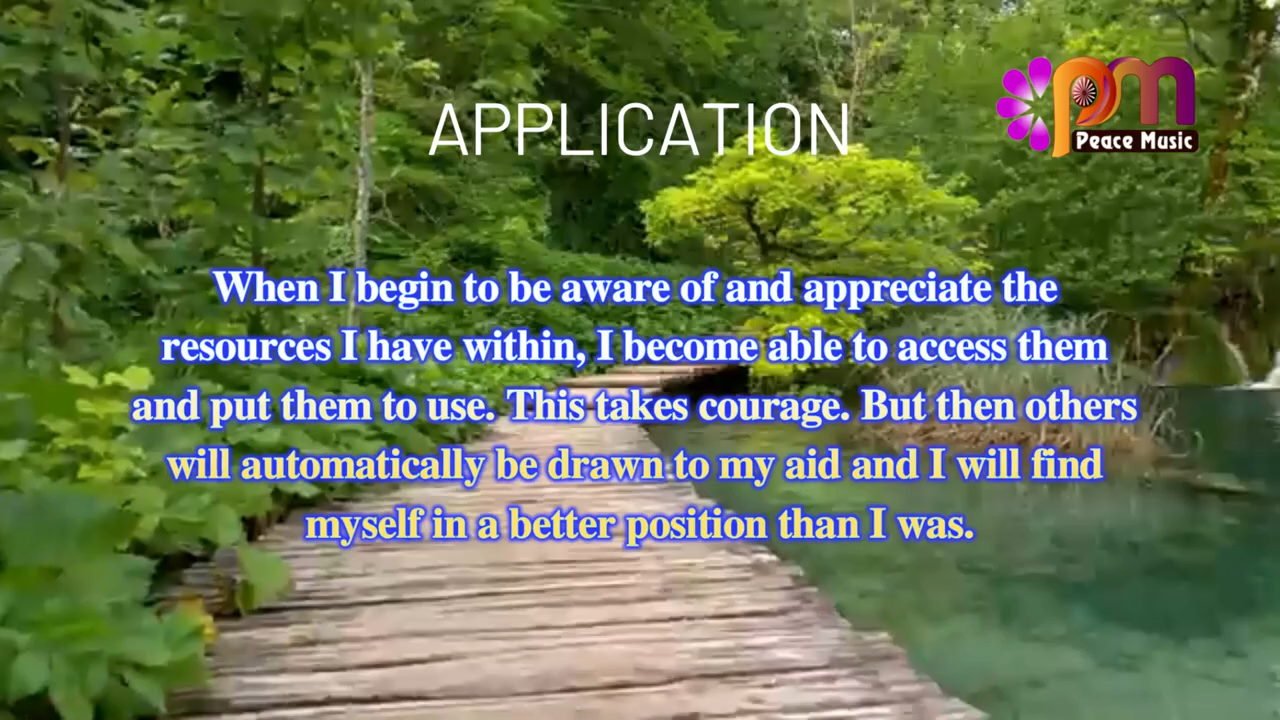 APPLICATION
pm
Peace Music
When I begin to be aware of and appreciate the
resources I have within, I become able to access them
and put them to use. This takes courage. But then others
will automatically be drawn to my aid and I will find
myself in a better position than I was.